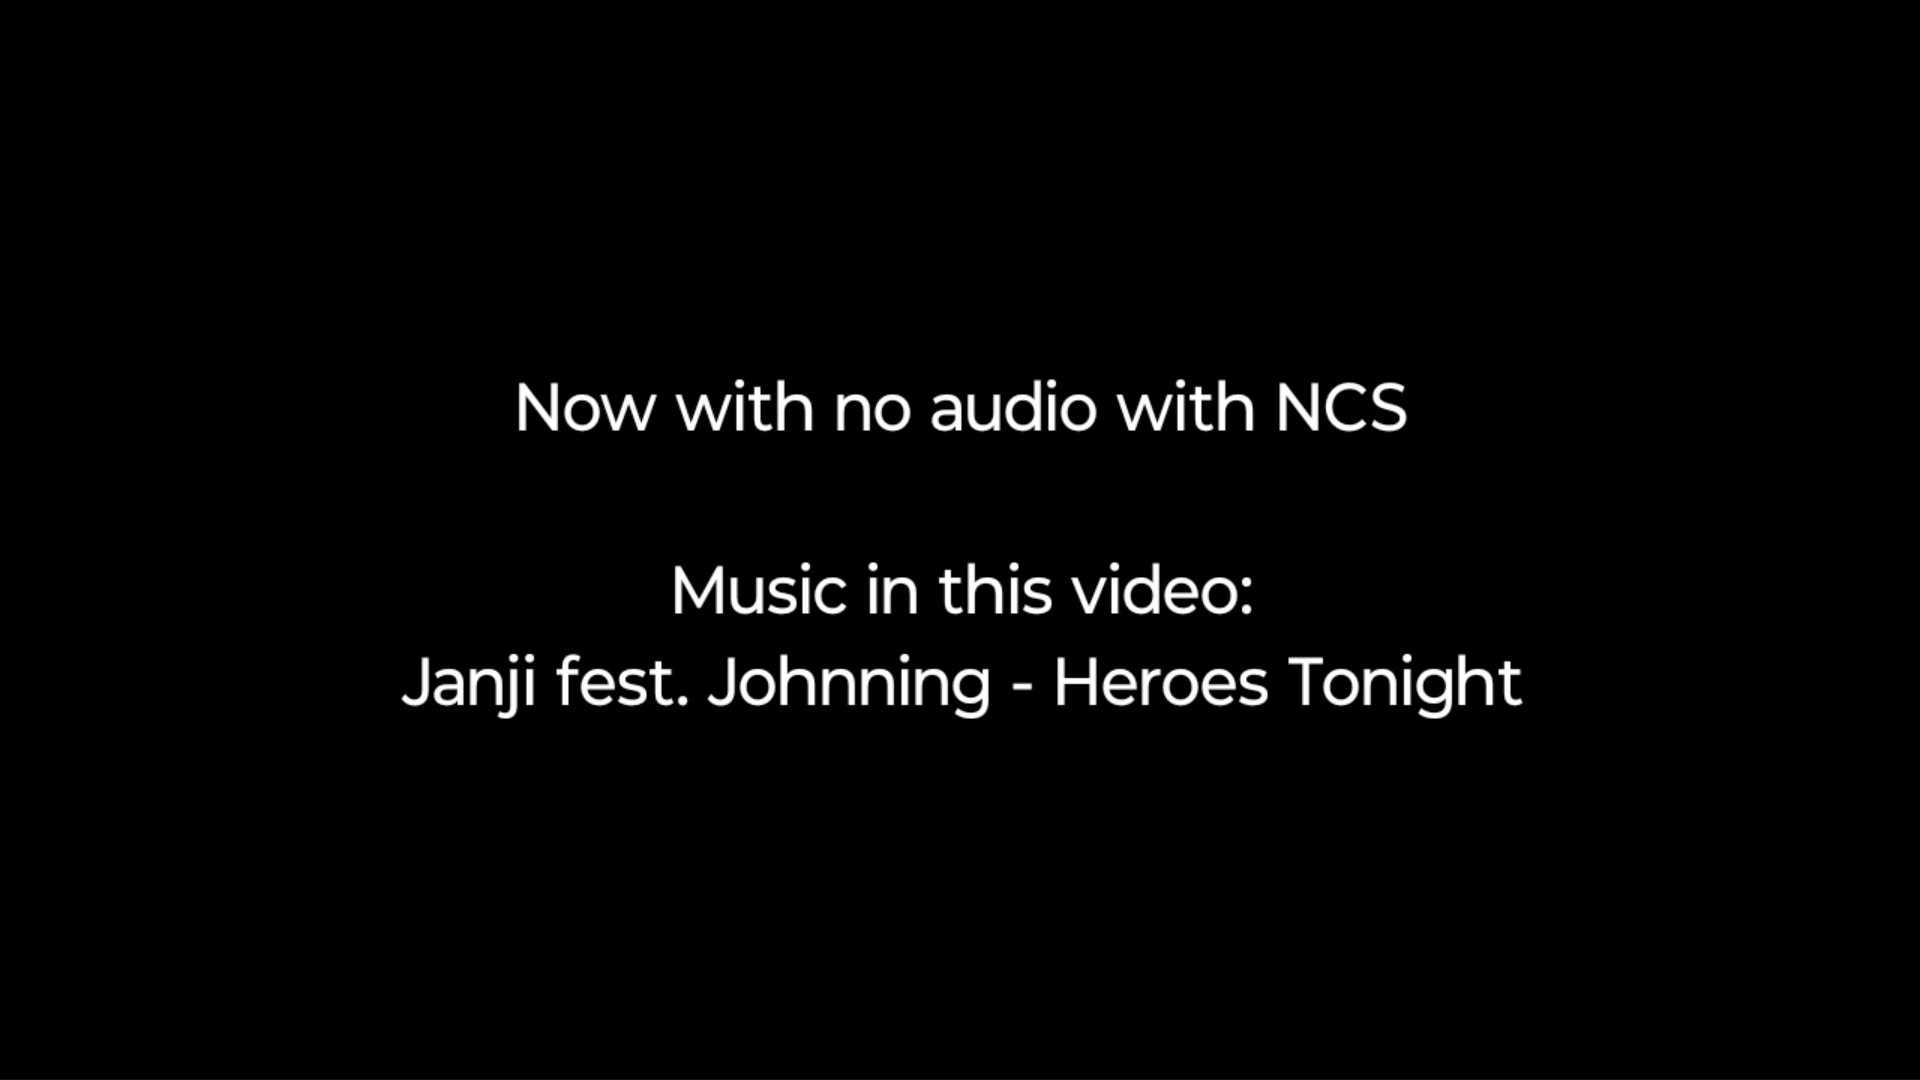 Now with no audio with NCS
Music in this video:
Janji fest. Johnning - Heroes Tonight